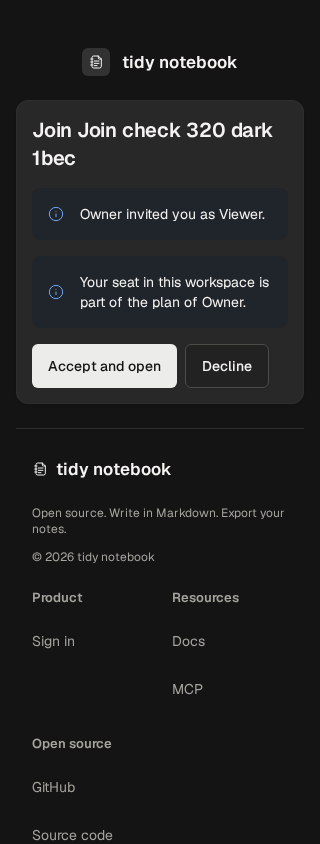 tidy notebook
Join Join check 320 dark
1bec
Owner invited you as Viewer.
Your seat in this workspace is
part of the plan of Owner.
Accept and open
Decline
tidy notebook
Open source. Write in Markdown. Export your
notes.
© 2026 tidy notebook
Product
Resources
Sign in
Docs
MCP
Open source
GitHub
Source code